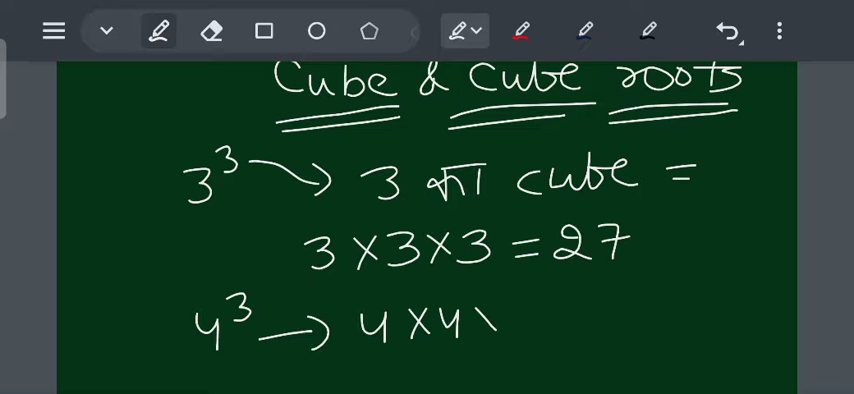 Cube & Cube roots
3³ → 3 का cube =
3 × 3 × 3 = 27
4³ → 4 × 4 \